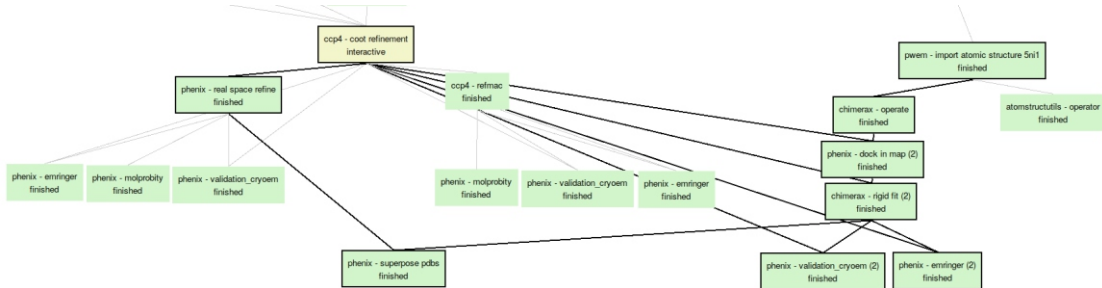 ccp4 - coot refinement
interactive
pwem - import atomic structure 5ni1
finished
phenix - real space refine
finished
ccp4 - refmac
finished
chimerax - operate
finished
atomstructutils - operator
finished
phenix - dock in map (2)
finished
phenix - emringer
finished
phenix - molprobity
finished
phenix - validation_cryoem
finished
phenix - molprobity
finished
phenix - validation_cryoem
finished
phenix - emringer
finished
chimerax - rigid fit (2)
finished
phenix - superpose pdbs
finished
phenix - validation_cryoem (2)
finished
phenix - emringer (2)
finished